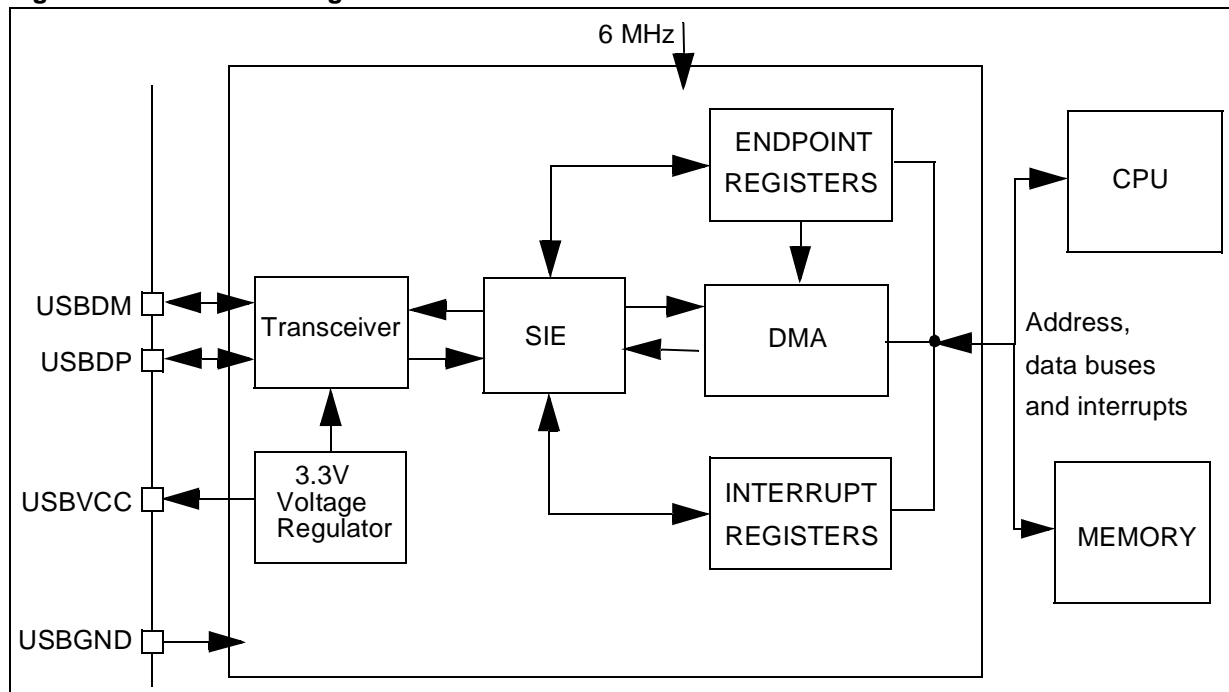 6 MHz
ENDPOINT
REGISTERS
CPU
USBDM
Transceiver
SIE
DMA
Address,
USBDP
data buses
and interrupts
3.3V
USBVCC
Voltage
Regulator
INTERRUPT
REGISTERS
MEMORY
USBGND